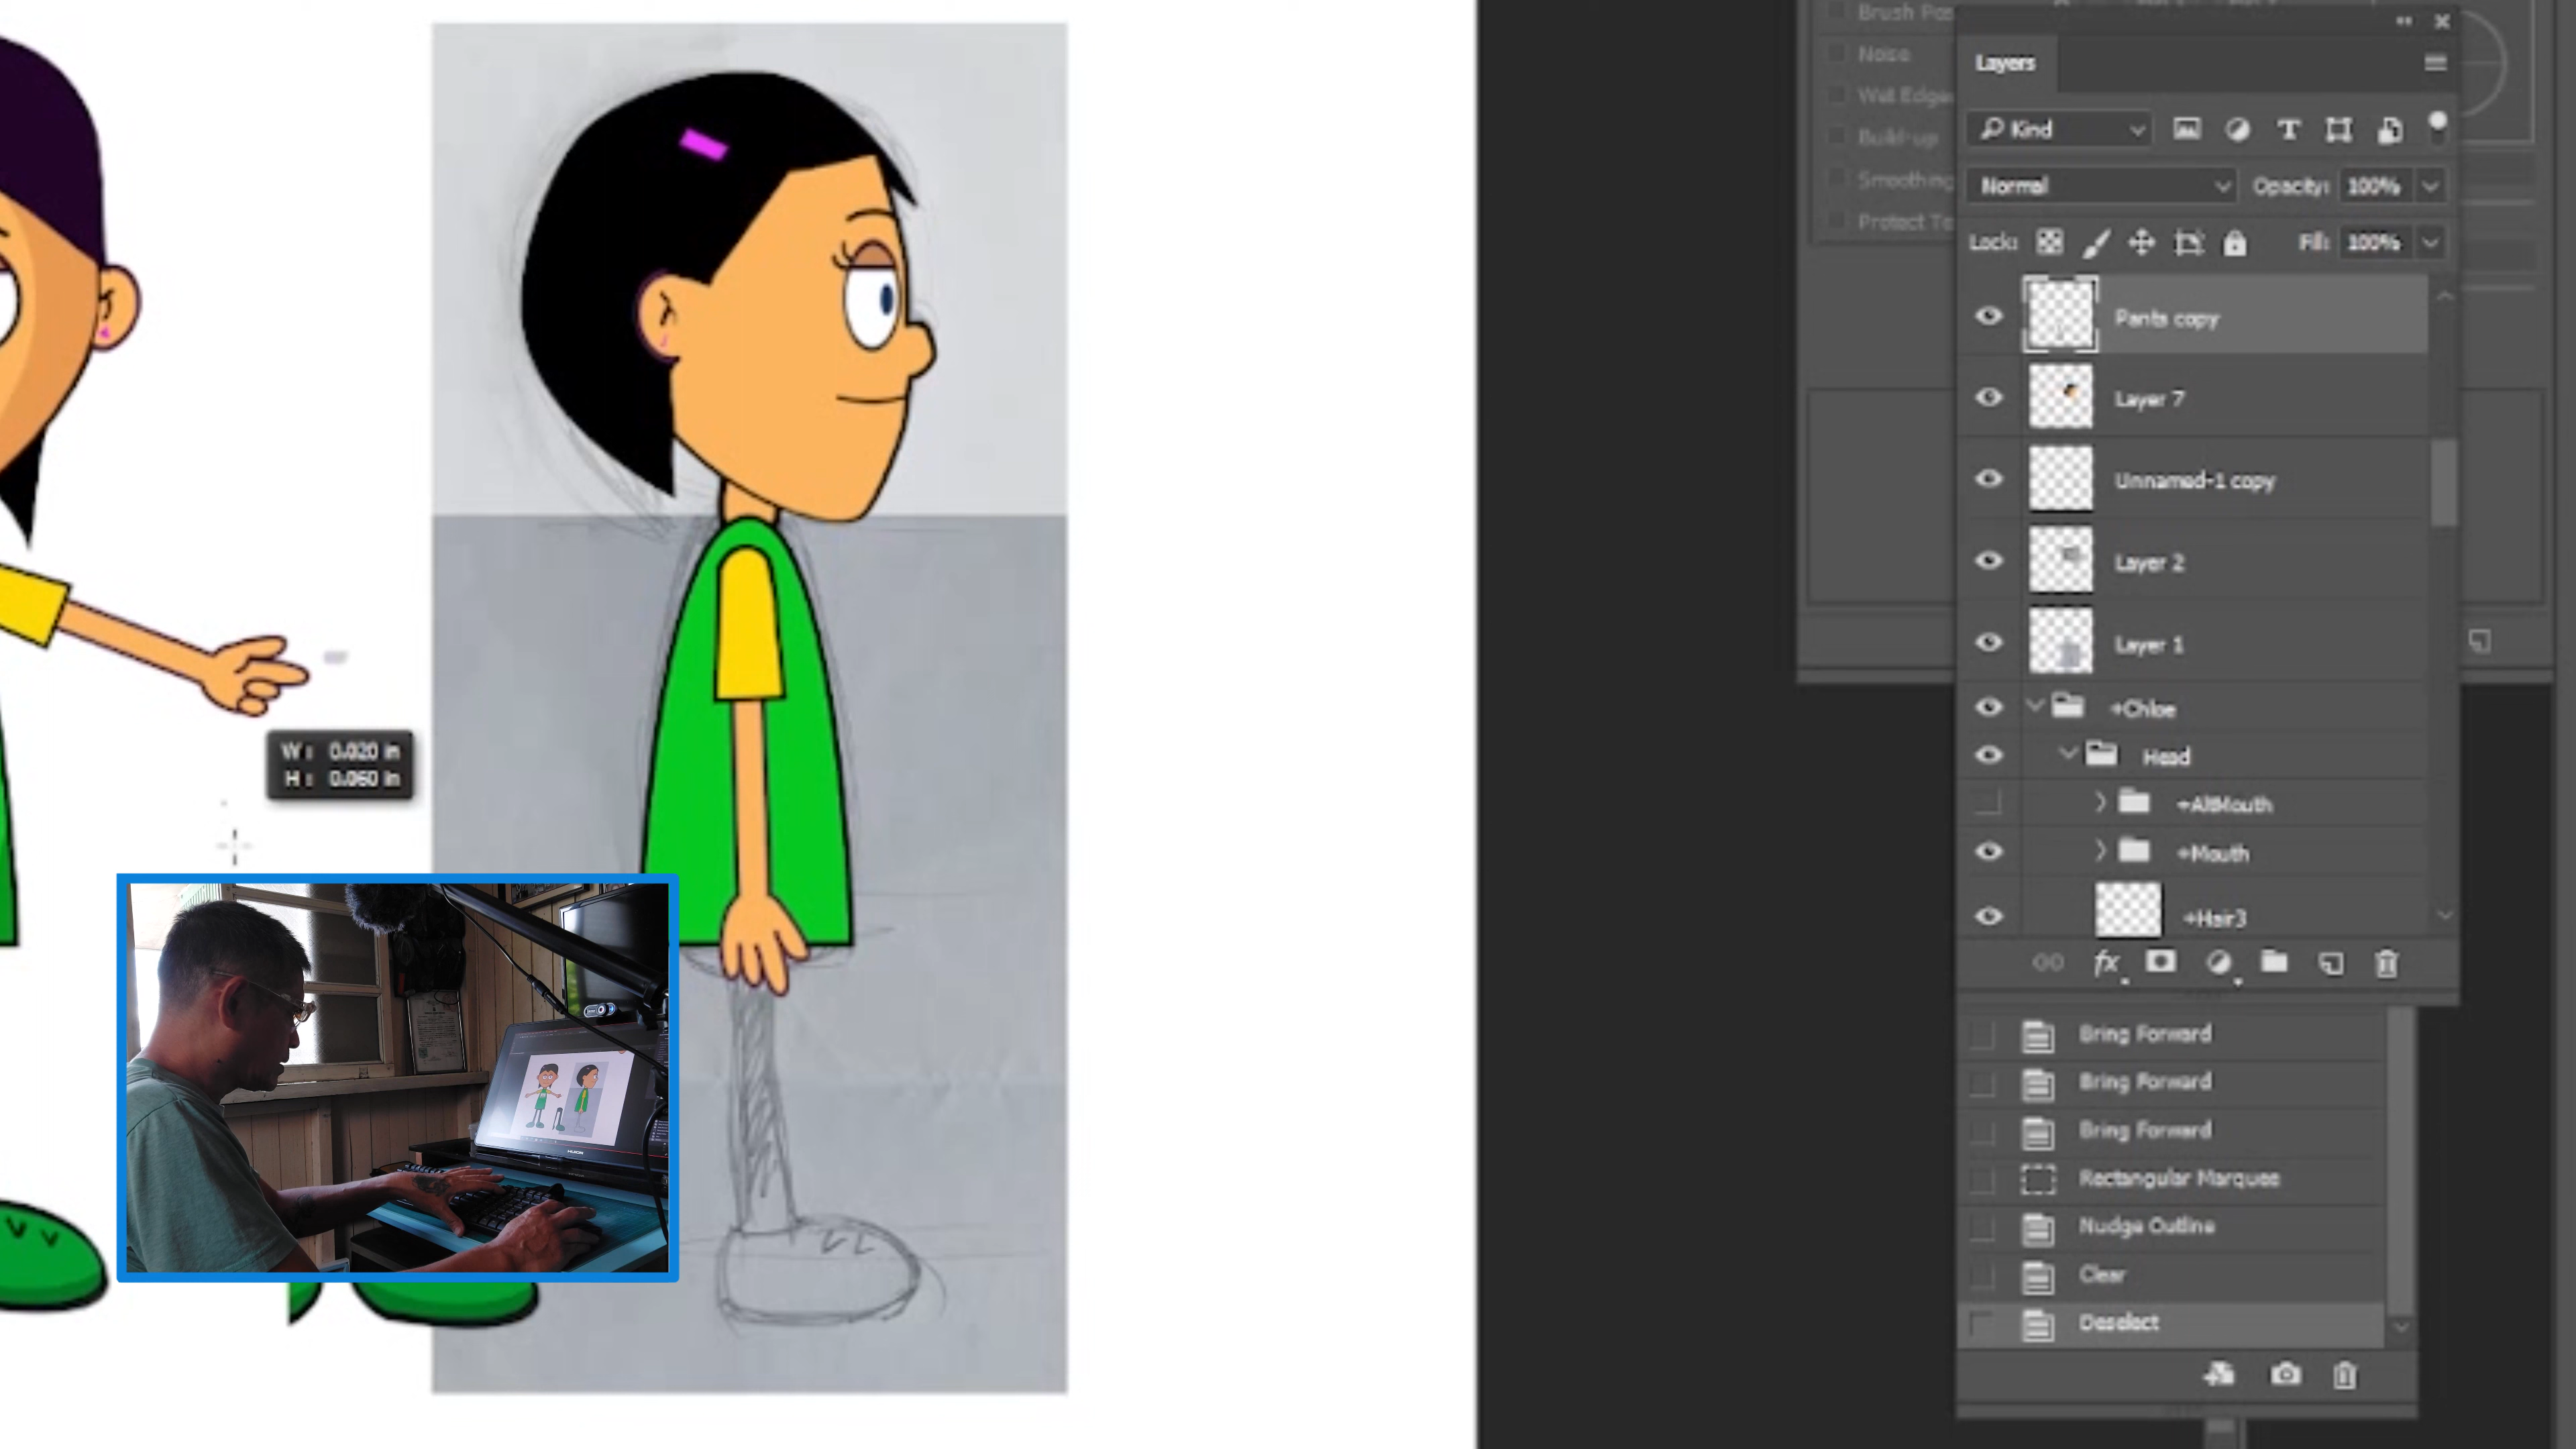 Brush Pos
Noise
Wet Edge
Build-up
Smoothing
Protect Te
Layers
Kind
Normal
Opacity: 100%
Lock:
Fill: 100%
Pants copy
Layer 7
Unnamed-1 copy
Layer 2
Layer 1
+Chloe
Head
+AltMouth
+Mouth
+Hair3
fx
W: 0.020 in
H: 0.060 in
HUION
Bring Forward
Bring Forward
Bring Forward
Rectangular Marquee
Nudge Outline
Clear
Deselect